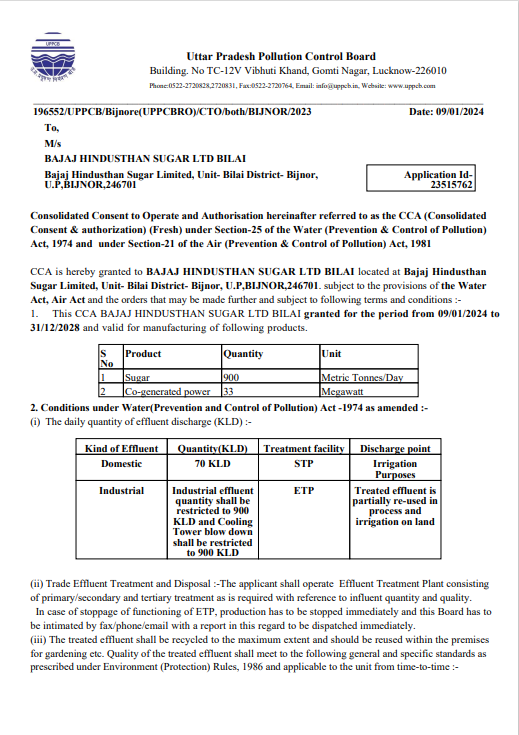 UPPCB
Uttar Pradesh Pollution Control Board
Building. No TC-12V Vibhuti Khand, Gomti Nagar, Lucknow-226010
Phone:0522-2720828,2720831, Fax:0522-2720764, Email: info@uppcb.in, Website: www.uppcb.com
196552/UPPCB/Bijnore(UPPCBRO)/CTO/both/BIJNOR/2023 Date: 09/01/2024
To,
M/s
BAJAJ HINDUSTHAN SUGAR LTD BILAI
Bajaj Hindusthan Sugar Limited, Unit- Bilai District- Bijnor,
U.P,BIJNOR,246701
Application Id-
23515762
Consolidated Consent to Operate and Authorisation hereinafter referred to as the CCA (Consolidated
Consent & authorization) (Fresh) under Section-25 of the Water (Prevention & Control of Pollution)
Act, 1974 and under Section-21 of the Air (Prevention & Control of Pollution) Act, 1981
CCA is hereby granted to BAJAJ HINDUSTHAN SUGAR LTD BILAI located at Bajaj Hindusthan
Sugar Limited, Unit- Bilai District- Bijnor, U.P,BIJNOR,246701. subject to the provisions of the Water
Act, Air Act and the orders that may be made further and subject to following terms and conditions :-
1. This CCA BAJAJ HINDUSTHAN SUGAR LTD BILAI granted for the period from 09/01/2024 to
31/12/2028 and valid for manufacturing of following products.
S No Product Quantity Unit
1 Sugar 900 Metric Tonnes/Day
2 Co-generated power 33 Megawatt
2. Conditions under Water(Prevention and Control of Pollution) Act -1974 as amended :-
(i) The daily quantity of effluent discharge (KLD) :-
Kind of Effluent Quantity(KLD) Treatment facility Discharge point
Domestic 70 KLD STP Irrigation
Purposes
Industrial Industrial effluent ETP Treated effluent is
quantity shall be partially re-used in
restricted to 900 process and
KLD and Cooling irrigation on land
Tower blow down
shall be restricted
to 900 KLD
(ii) Trade Effluent Treatment and Disposal :-The applicant shall operate Effluent Treatment Plant consisting
of primary/secondary and tertiary treatment as is required with reference to influent quantity and quality.
In case of stoppage of functioning of ETP, production has to be stopped immediately and this Board has to
be intimated by fax/phone/email with a report in this regard to be dispatched immediately.
(iii) The treated effluent shall be recycled to the maximum extent and should be reused within the premises
for gardening etc. Quality of the treated effluent shall meet to the following general and specific standards as
prescribed under Environment (Protection) Rules, 1986 and applicable to the unit from time-to-time :-